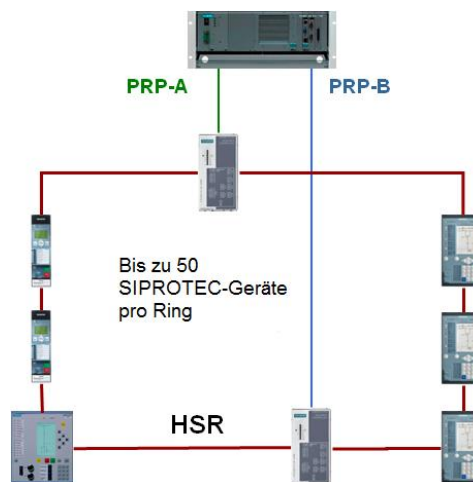 PRP-A
PRP-B
Bis zu 50
SIPROTEC-Geräte
pro Ring
HSR